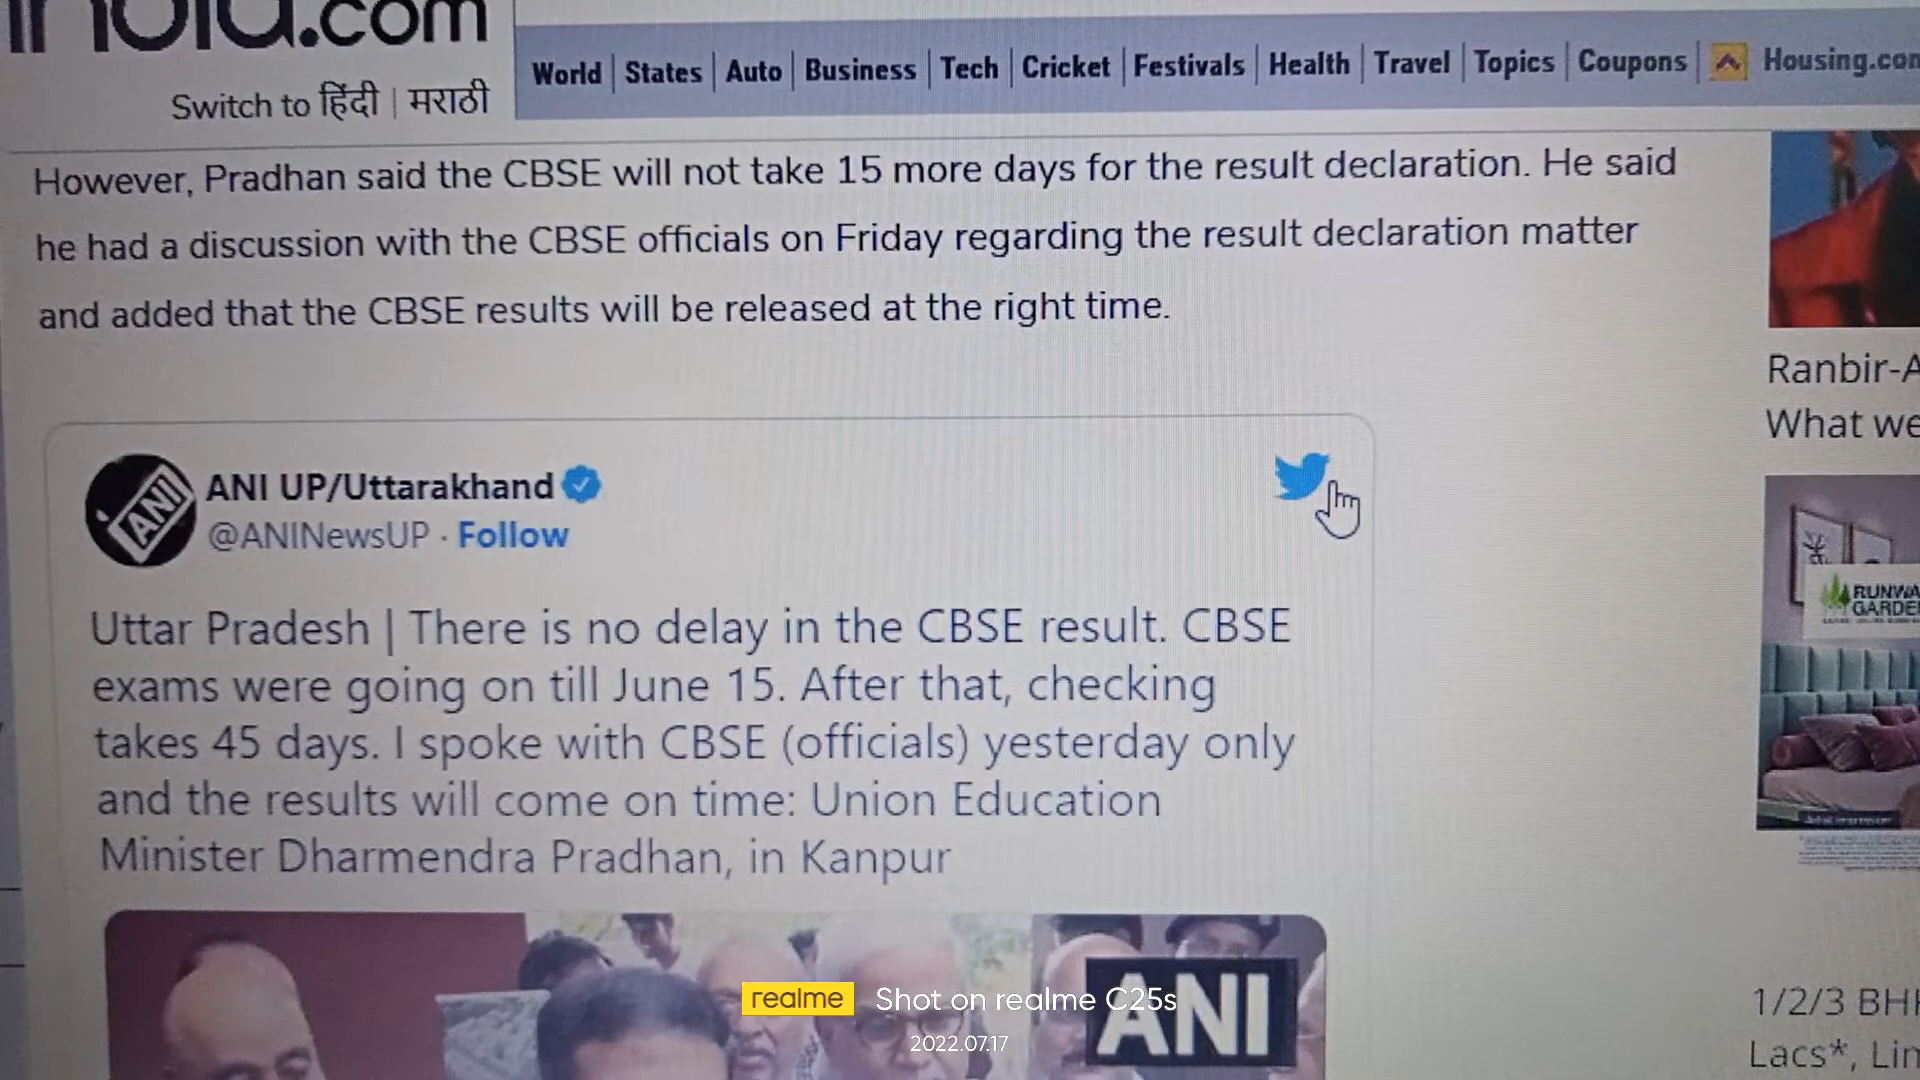 india.com
Switch to हिंदी | मराठी
World | States | Auto | Business | Tech | Cricket | Festivals | Health | Travel | Topics | Coupons | Housing.com
However, Pradhan said the CBSE will not take 15 more days for the result declaration. He said
he had a discussion with the CBSE officials on Friday regarding the result declaration matter
and added that the CBSE results will be released at the right time.
ANI
ANI UP/Uttarakhand
@ANINewsUP · Follow
Uttar Pradesh | There is no delay in the CBSE result. CBSE
exams were going on till June 15. After that, checking
takes 45 days. I spoke with CBSE (officials) yesterday only
and the results will come on time: Union Education
Minister Dharmendra Pradhan, in Kanpur
ANI
realme Shot on realme C25s
2022.07.17
Ranbir-A
What we
RUNWA
GARDE
1/2/3 BH
Lacs*, Lim